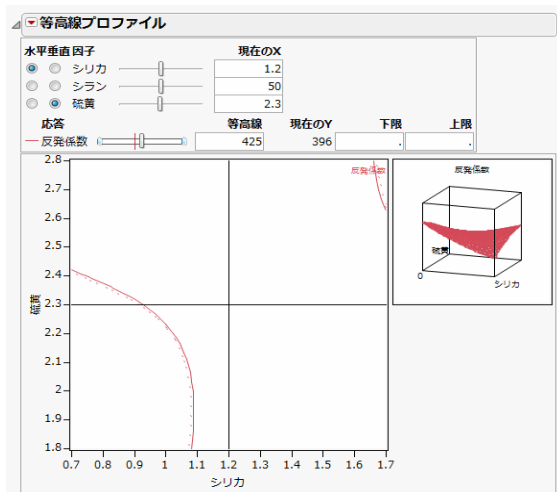 等高線プロファイル
水平 垂直 因子 現在のX
シリカ 1.2
シラン 50
硫黄 2.3
応答 等高線 現在のY 下限 上限
反発係数 425 396 . .
2.8
2.7
2.6
2.5
2.4
2.3
2.2
2.1
2
1.9
1.8
硫黄
反発係数
0.7 0.8 0.9 1 1.1 1.2 1.3 1.4 1.5 1.6 1.7
シリカ
反発係数
硫黄
0
シリカ